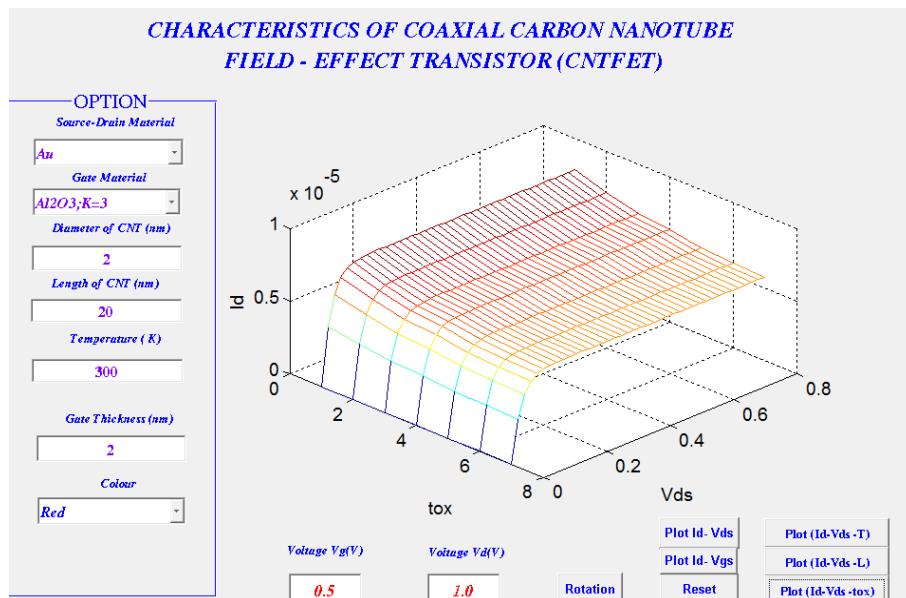 CHARACTERISTICS OF COAXIAL CARBON NANOTUBE
FIELD - EFFECT TRANSISTOR (CNTFET)
OPTION
Source-Drain Material
Au
Gate Material
Al2O3;K=3
Diameter of CNT (nm)
2
Length of CNT (nm)
20
Temperature ( K)
300
Gate Thickness (nm)
2
Colour
Red
x 10^-5
1
0.5
0
Id
0
2
4
6
8
tox
0
0.2
0.4
0.6
0.8
Vds
Voltage Vg(V)
0.5
Voltage Vd(V)
1.0
Rotation
Plot Id- Vds
Plot Id- Vgs
Reset
Plot (Id-Vds -T)
Plot (Id-Vds -L)
Plot (Id-Vds -tox)